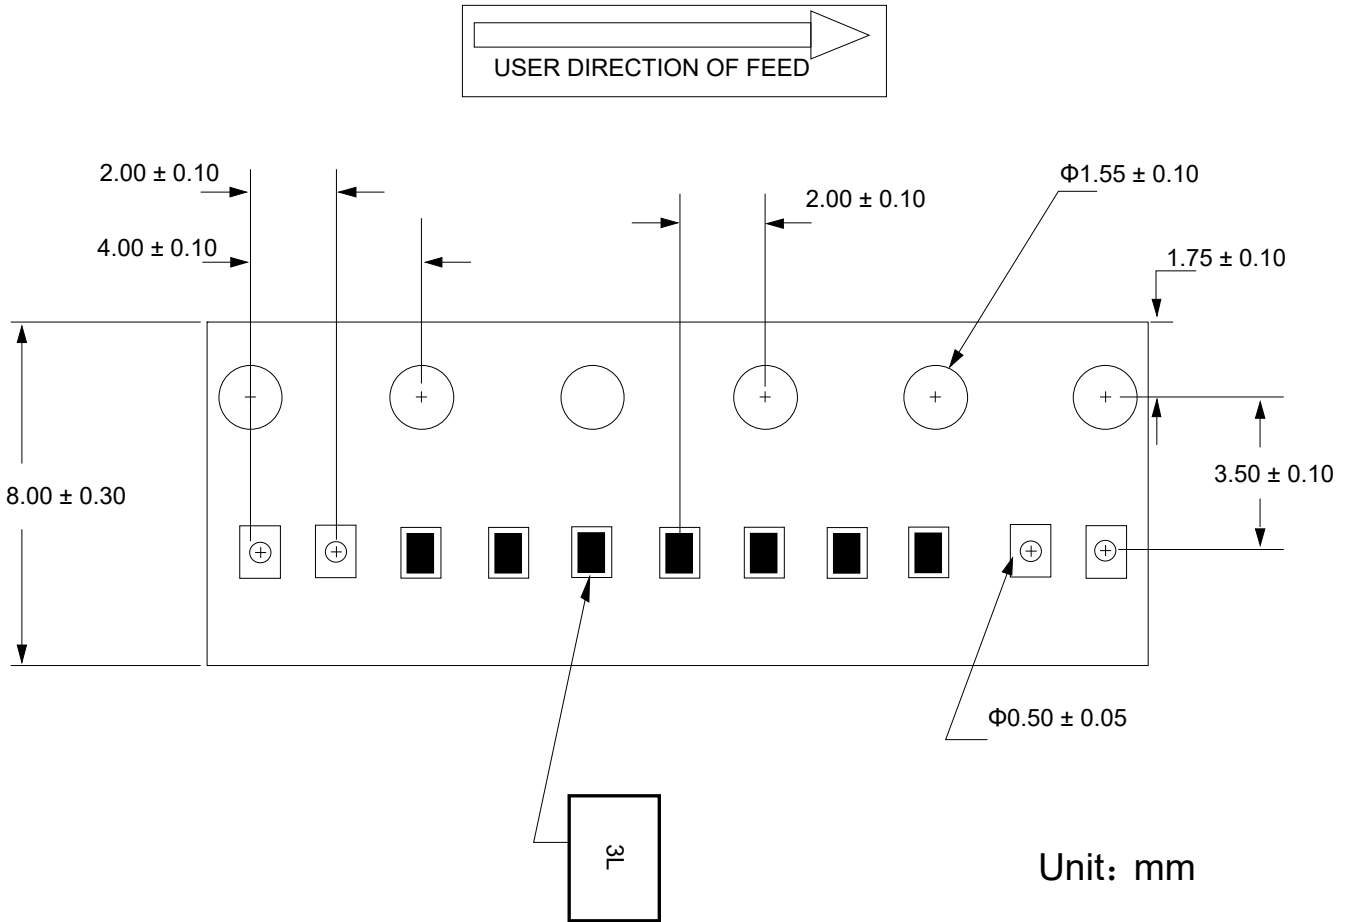 USER DIRECTION OF FEED
2.00 ± 0.10
2.00 ± 0.10
Φ1.55 ± 0.10
4.00 ± 0.10
1.75 ± 0.10
8.00 ± 0.30
3.50 ± 0.10
Φ0.50 ± 0.05
3L
Unit：mm